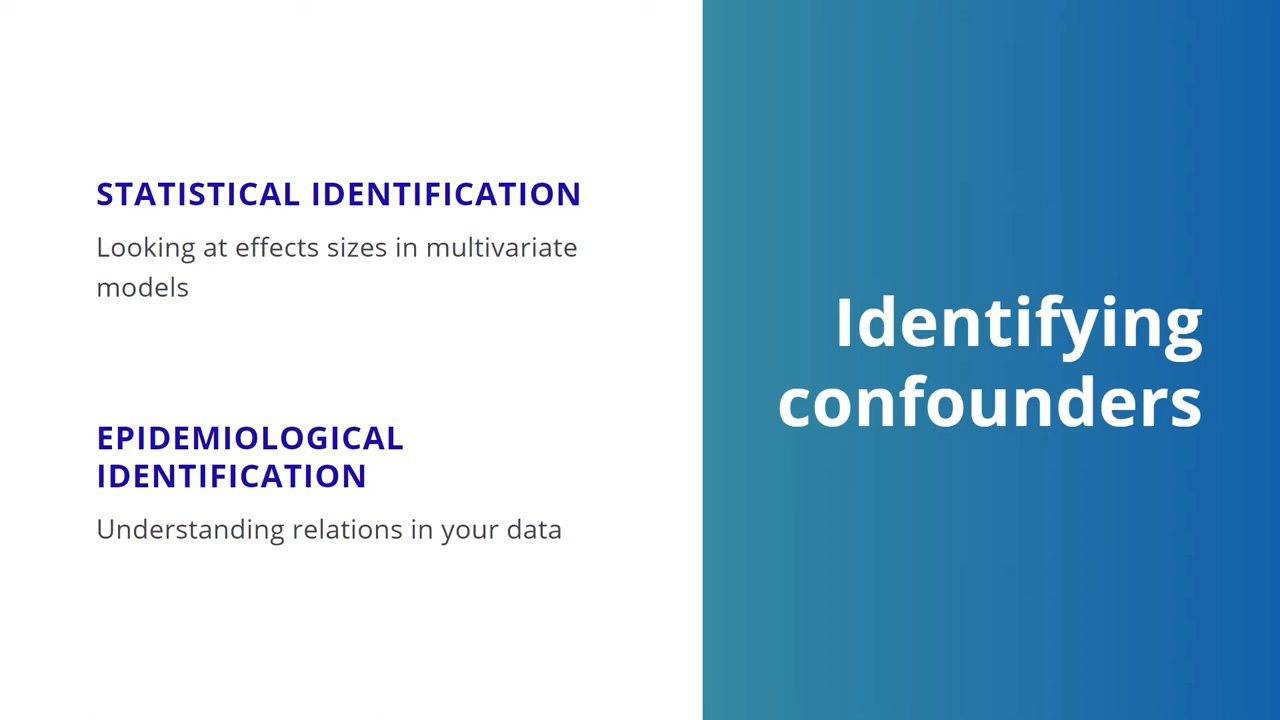 STATISTICAL IDENTIFICATION
Looking at effects sizes in multivariate
models
EPIDEMIOLOGICAL
IDENTIFICATION
Understanding relations in your data
Identifying
confounders